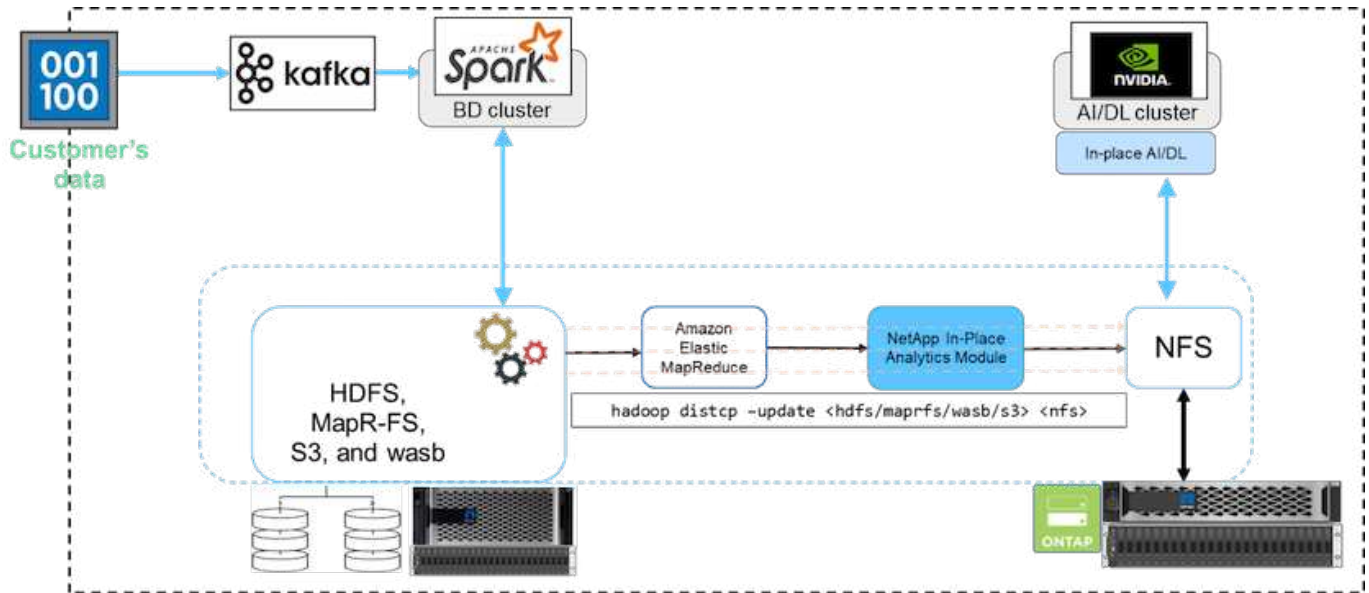 001
100
Customer's
data
kafka
APACHE
Spark™
BD cluster
NVIDIA.
AI/DL cluster
In-place AI/DL
HDFS,
MapR-FS,
S3, and wasb
Amazon
Elastic
MapReduce
NetApp In-Place
Analytics Module
NFS
hadoop distcp –update <hdfs/maprfs/wasb/s3> <nfs>
ONTAP